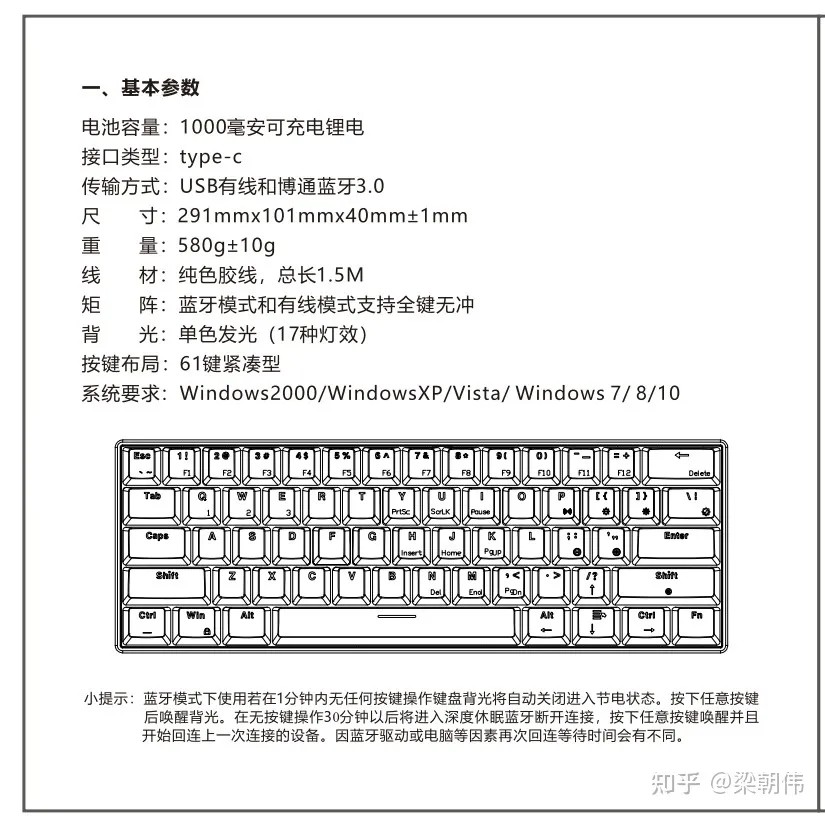 一、基本参数
电池容量：1000毫安可充电锂电
接口类型：type-c
传输方式：USB有线和博通蓝牙3.0
尺 寸：291mmx101mmx40mm±1mm
重 量：580g±10g
线 材：纯色胶线，总长1.5M
矩 阵：蓝牙模式和有线模式支持全键无冲
背 光：单色发光（17种灯效）
按键布局：61键紧凑型
系统要求：Windows2000/WindowsXP/Vista/ Windows 7/ 8/10
Esc 1! 2@ 3# 4$ 5% 6^ 7& 8* 9( 0) - _ = + ←
` ~ F1 F2 F3 F4 F5 F6 F7 F8 F9 F10 F11 F12 Delete
Tab Q W E R T Y U I O P [ { ] } \ |
1 2 3 PrtSc ScrLK Pause
Caps A S D F G H J K L ; : ' " Enter
Insert Home PgUP
Shift Z X C V B N M , < . > / ? Shift
Del End PgDn ↑
Ctrl Win Alt Alt Ctrl Fn
← ↓ →
小提示：蓝牙模式下使用若在1分钟内无任何按键操作键盘背光将自动关闭进入节电状态。按下任意按键
后唤醒背光。在无按键操作30分钟以后将进入深度休眠蓝牙断开连接，按下任意按键唤醒并且
开始回连上一次连接的设备。因蓝牙驱动或电脑等因素再次回连等待时间会有不同。
知乎 @梁朝伟